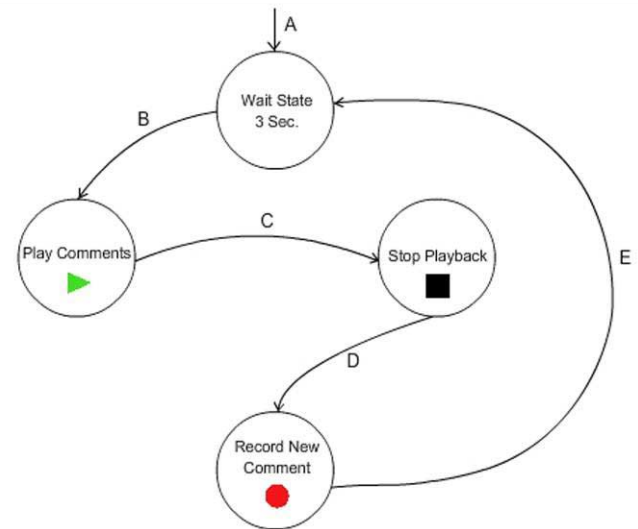 A
Wait State
3 Sec.
B
C
Play Comments
Stop Playback
E
D
Record New
Comment